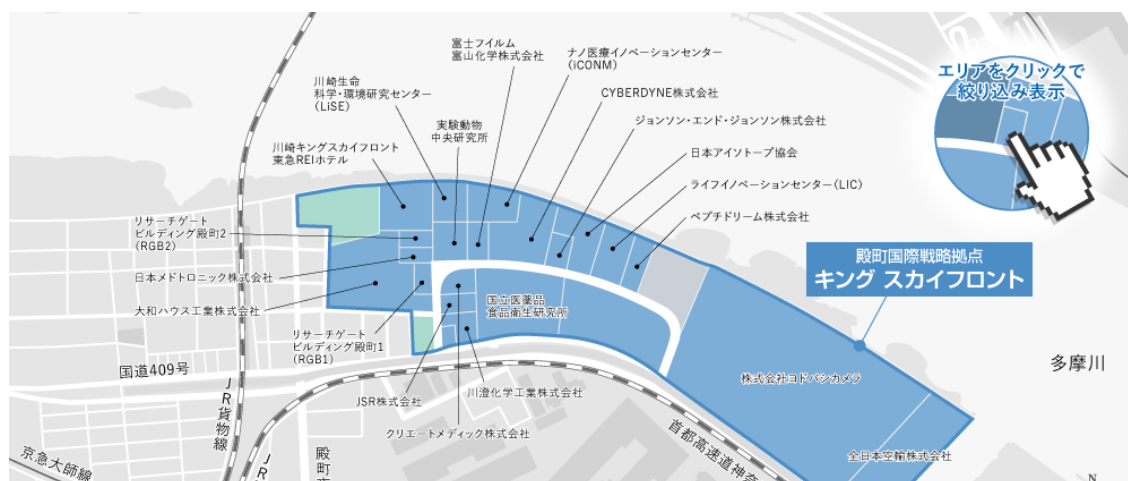 富士フイルム
富山化学株式会社
ナノ医療イノベーションセンター
(iCONM)
エリアをクリックで
絞り込み表示
川崎生命
科学・環境研究センター
(LiSE)
CYBERDYNE株式会社
実験動物
中央研究所
ジョンソン・エンド・ジョンソン株式会社
川崎キングスカイフロント
東急REIホテル
日本アイソトープ協会
ライフイノベーションセンター(LIC)
ペプチドリーム株式会社
リサーチゲート
ビルディング殿町2
(RGB2)
殿町国際戦略拠点
キング スカイフロント
日本メドトロニック株式会社
大和ハウス工業株式会社
国立医薬品
食品衛生研究所
リサーチゲート
ビルディング殿町1
(RGB1)
国道409号
多摩川
株式会社ヨドバシカメラ
JR貨物線
JSR株式会社
川澄化学工業株式会社
クリエートメディック株式会社
首都高速道神奈
京急大師線
JR
殿町
全日本空輸株式会社
N